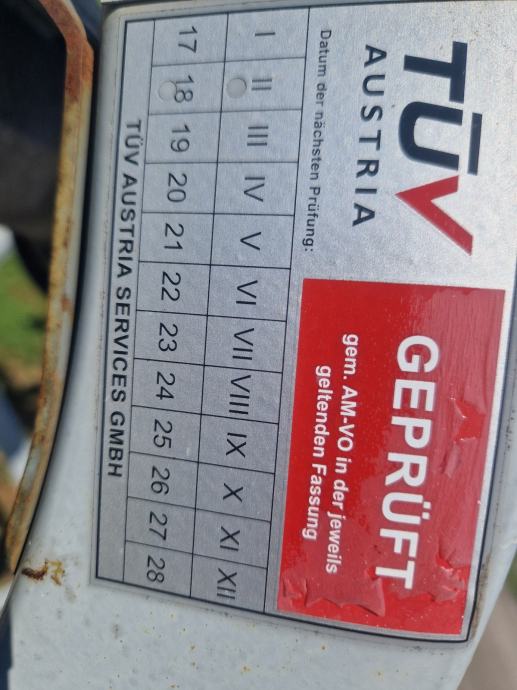 TÜV
AUSTRIA
GEPRÜFT
gem. AM-VO in der jeweils
geltenden Fassung
Datum der nächsten Prüfung:
I II III IV V VI VII VIII IX X XI XII
17 18 19 20 21 22 23 24 25 26 27 28
TÜV AUSTRIA SERVICES GMBH